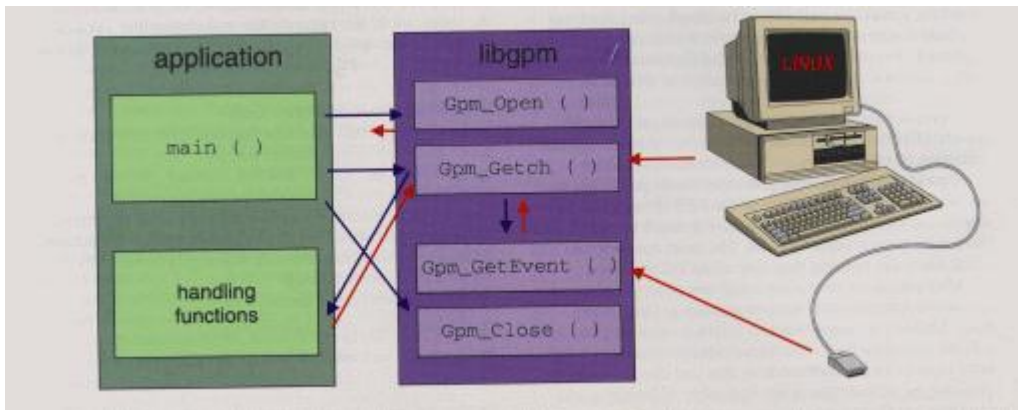 application
main ( )
handling
functions
libgpm
Gpm_Open ( )
Gpm_Getch ( )
Gpm_GetEvent ( )
Gpm_Close ( )
LINUX